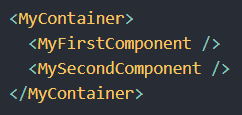 <MyContainer>
  <MyFirstComponent />
  <MySecondComponent />
</MyContainer>